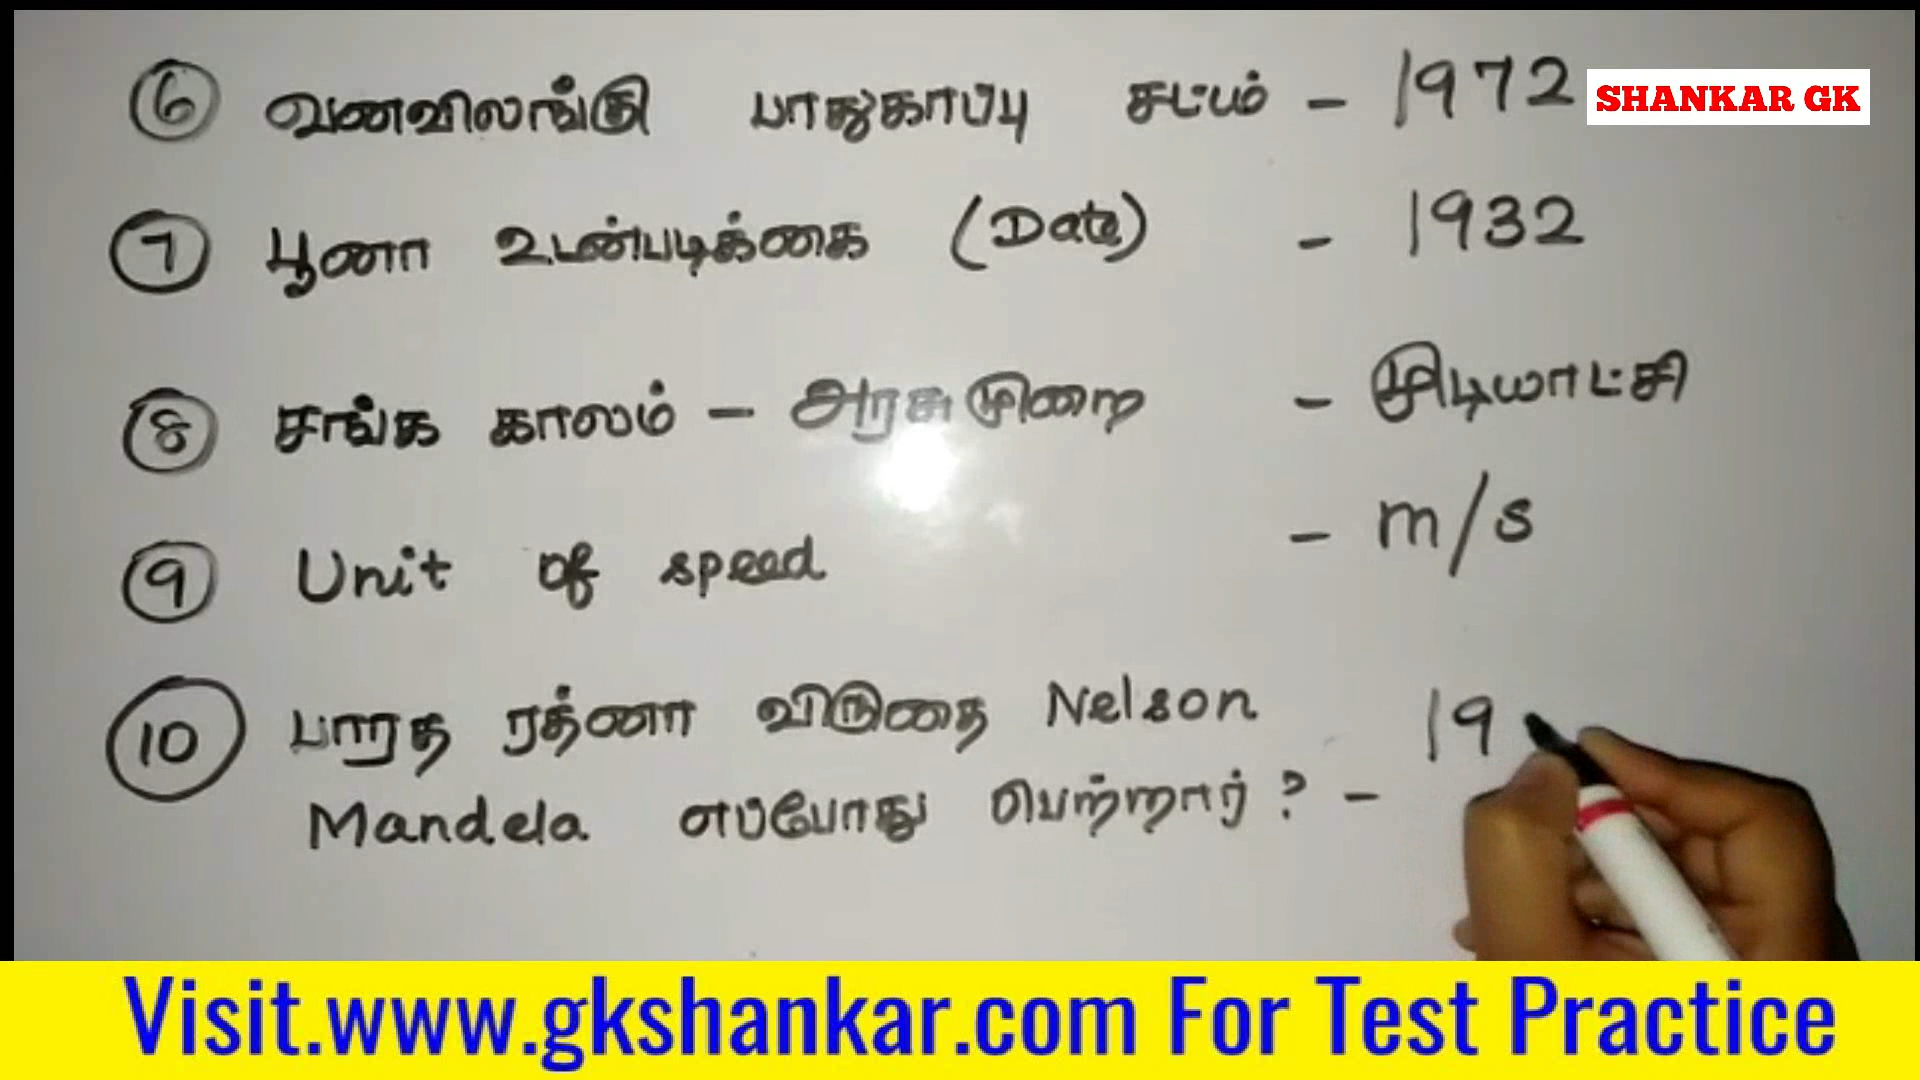 6 வனவிலங்கு பாதுகாப்பு சட்டம் - 1972
SHANKAR GK
7 பூனா உடன்படிக்கை (Date) - 1932
8 சங்க காலம் - அரசு முறை - முடியாட்சி
9 Unit of speed - m/s
10 பாரத ரத்னா விருதை Nelson
Mandela எப்போது பெற்றார்? - 19
Visit.www.gkshankar.com For Test Practice